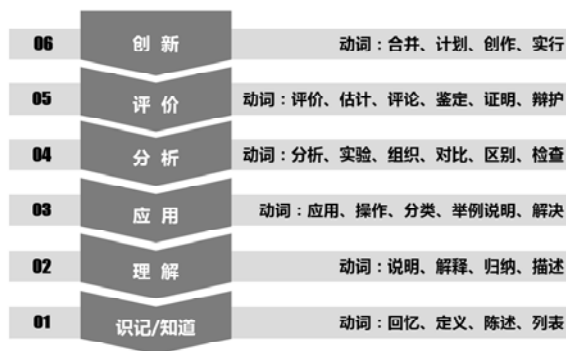 06 创 新 动词：合并、计划、创作、实行
05 评 价 动词：评价、估计、评论、鉴定、证明、辩护
04 分 析 动词：分析、实验、组织、对比、区别、检查
03 应 用 动词：应用、操作、分类、举例说明、解决
02 理 解 动词：说明、解释、归纳、描述
01 识记/知道 动词：回忆、定义、陈述、列表